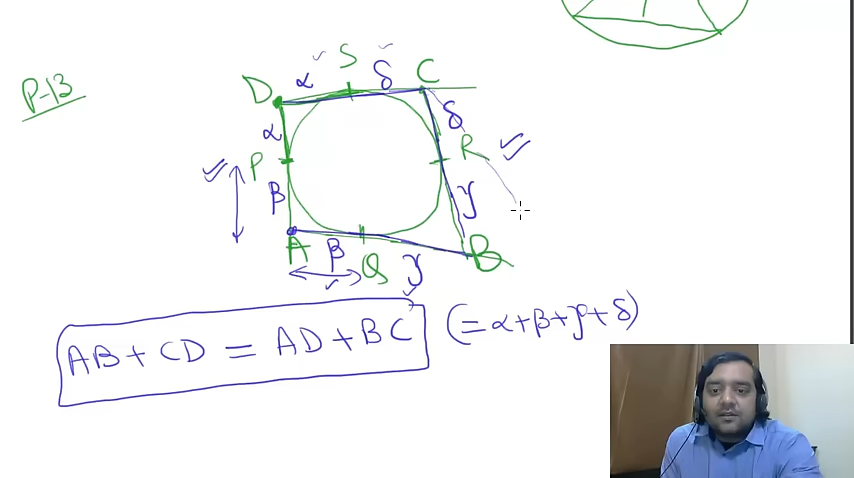 P-13
D α S δ C
α δ
P R
β γ
A β Q γ B
AB + CD = AD + BC (= α + β + γ + δ)